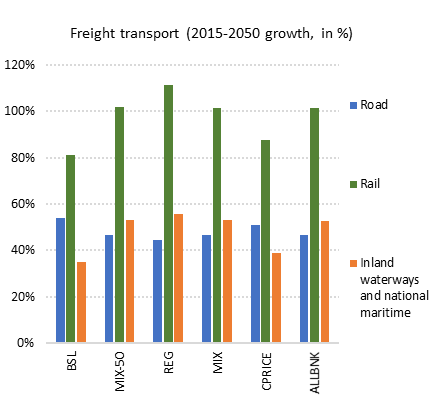 Freight transport (2015-2050 growth, in %)
120%
100%
80%
60%
40%
20%
0%
BSL
MIX-50
REG
MIX
CPRICE
ALLBNK
Road
Rail
Inland
waterways
and national
maritime